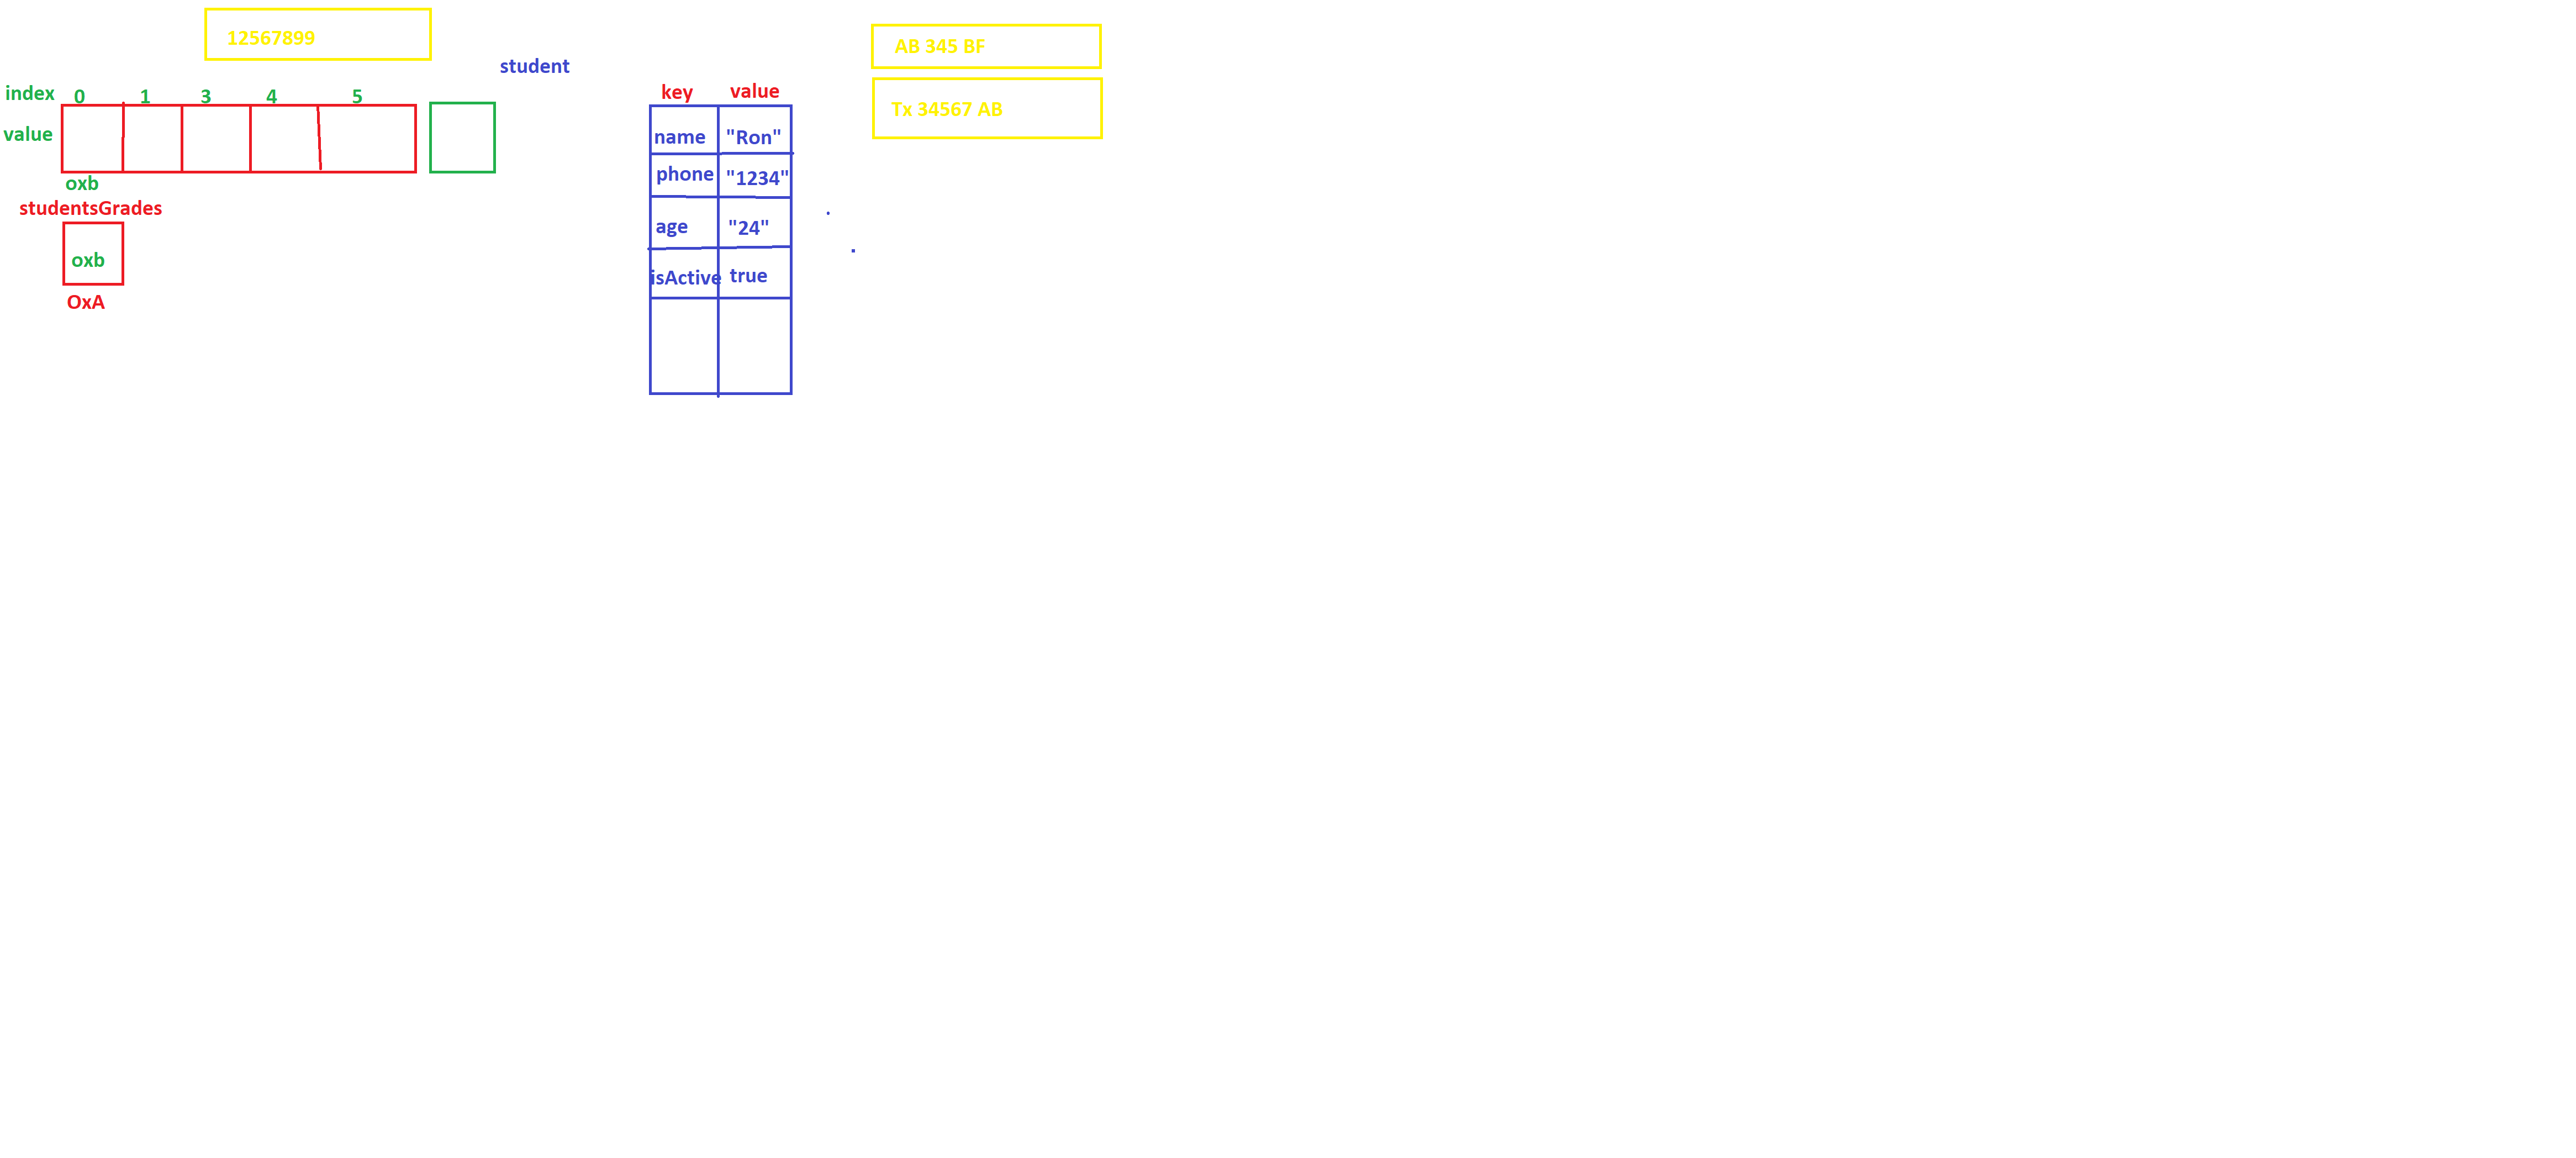 12567899
student
index 0 1 3 4 5
value
oxb
studentsGrades
oxb
OxA
key value
name "Ron"
phone "1234"
age "24"
isActive true
AB 345 BF
Tx 34567 AB